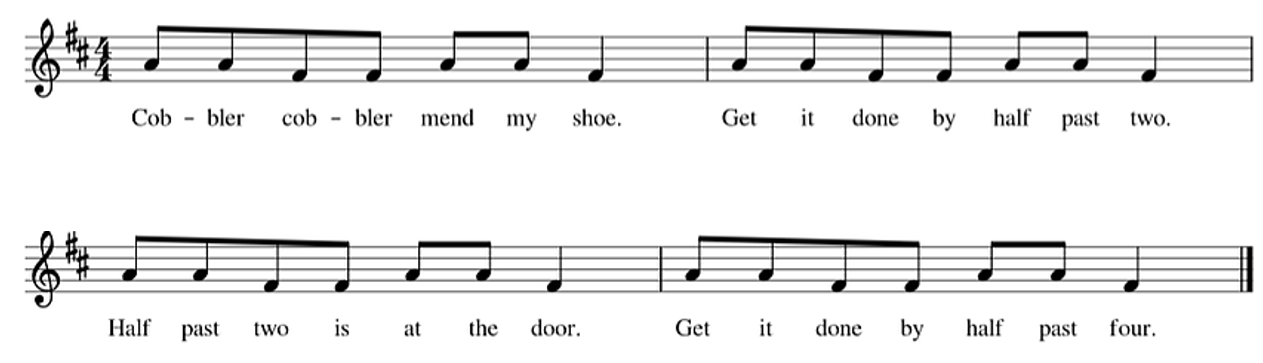 Cob - bler cob - bler mend my shoe. Get it done by half past two.
Half past two is at the door. Get it done by half past four.